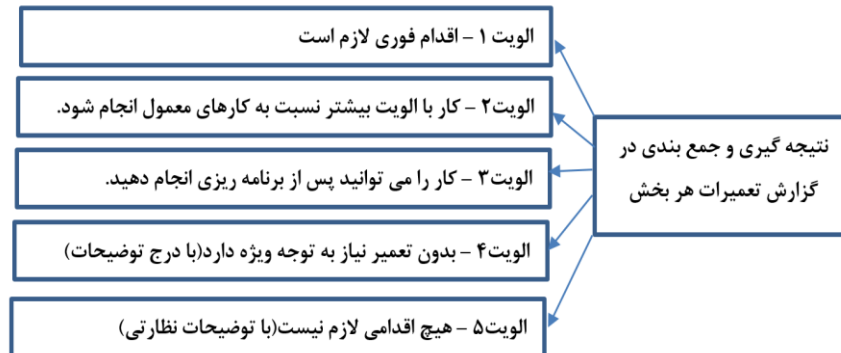 نتیجه گیری و جمع بندی در
گزارش تعمیرات هر بخش
الویت ۱ – اقدام فوری لازم است
الویت۲ – کار با الویت بیشتر نسبت به کارهای معمول انجام شود.
الویت۳ – کار را می توانید پس از برنامه ریزی انجام دهید.
الویت۴ – بدون تعمیر نیاز به توجه ویژه دارد(با درج توضیحات)
الویت۵ – هیچ اقدامی لازم نیست(با توضیحات نظارتی)